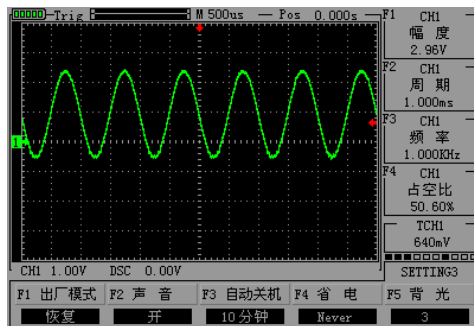 Trig M 500us Pos 0.000s
F1 CH1
幅 度
2.96V
F2 CH1
周 期
1.000ms
F3 CH1
频 率
1.000KHz
F4 CH1
占空比
50.60%
TCH1
640mV
1
CH1 1.00V DSC 0.00V
SETTING3
F1 出厂模式 F2 声 音 F3 自动关机 F4 省 电 F5 背 光
恢复 开 10分钟 Never 3